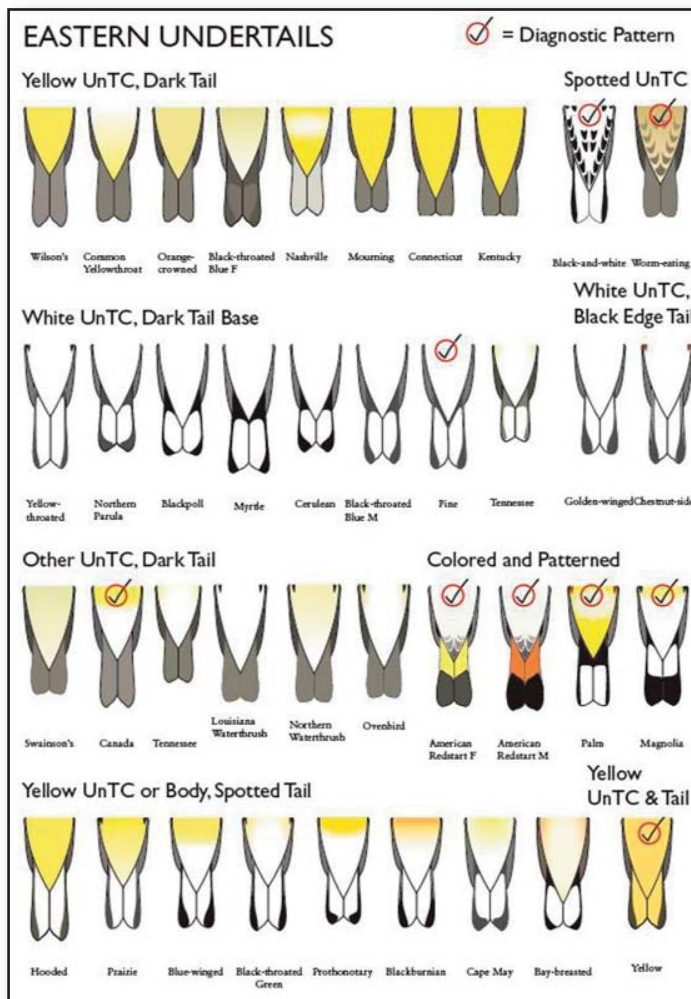 EASTERN UNDERTAILS
= Diagnostic Pattern
Yellow UnTC, Dark Tail
Spotted UnTC
Wilson's
Common
Yellowthroat
Orange-
crowned
Black-throated
Blue F
Nashville
Mourning
Connecticut
Kentucky
Black-and-white
Worm-eating
White UnTC, Dark Tail Base
White UnTC,
Black Edge Tail
Yellow-
throated
Northern
Parula
Blackpoll
Myrtle
Cerulean
Black-throated
Blue M
Pine
Tennessee
Golden-winged
Chestnut-side
Other UnTC, Dark Tail
Colored and Patterned
Swainson's
Canada
Tennessee
Louisiana
Waterthrush
Northern
Waterthrush
Ovenbird
American
Redstart F
American
Redstart M
Palm
Magnolia
Yellow UnTC or Body, Spotted Tail
Yellow
UnTC & Tail
Hooded
Prairie
Blue-winged
Black-throated
Green
Prothonotary
Blackburnian
Cape May
Bay-breasted
Yellow